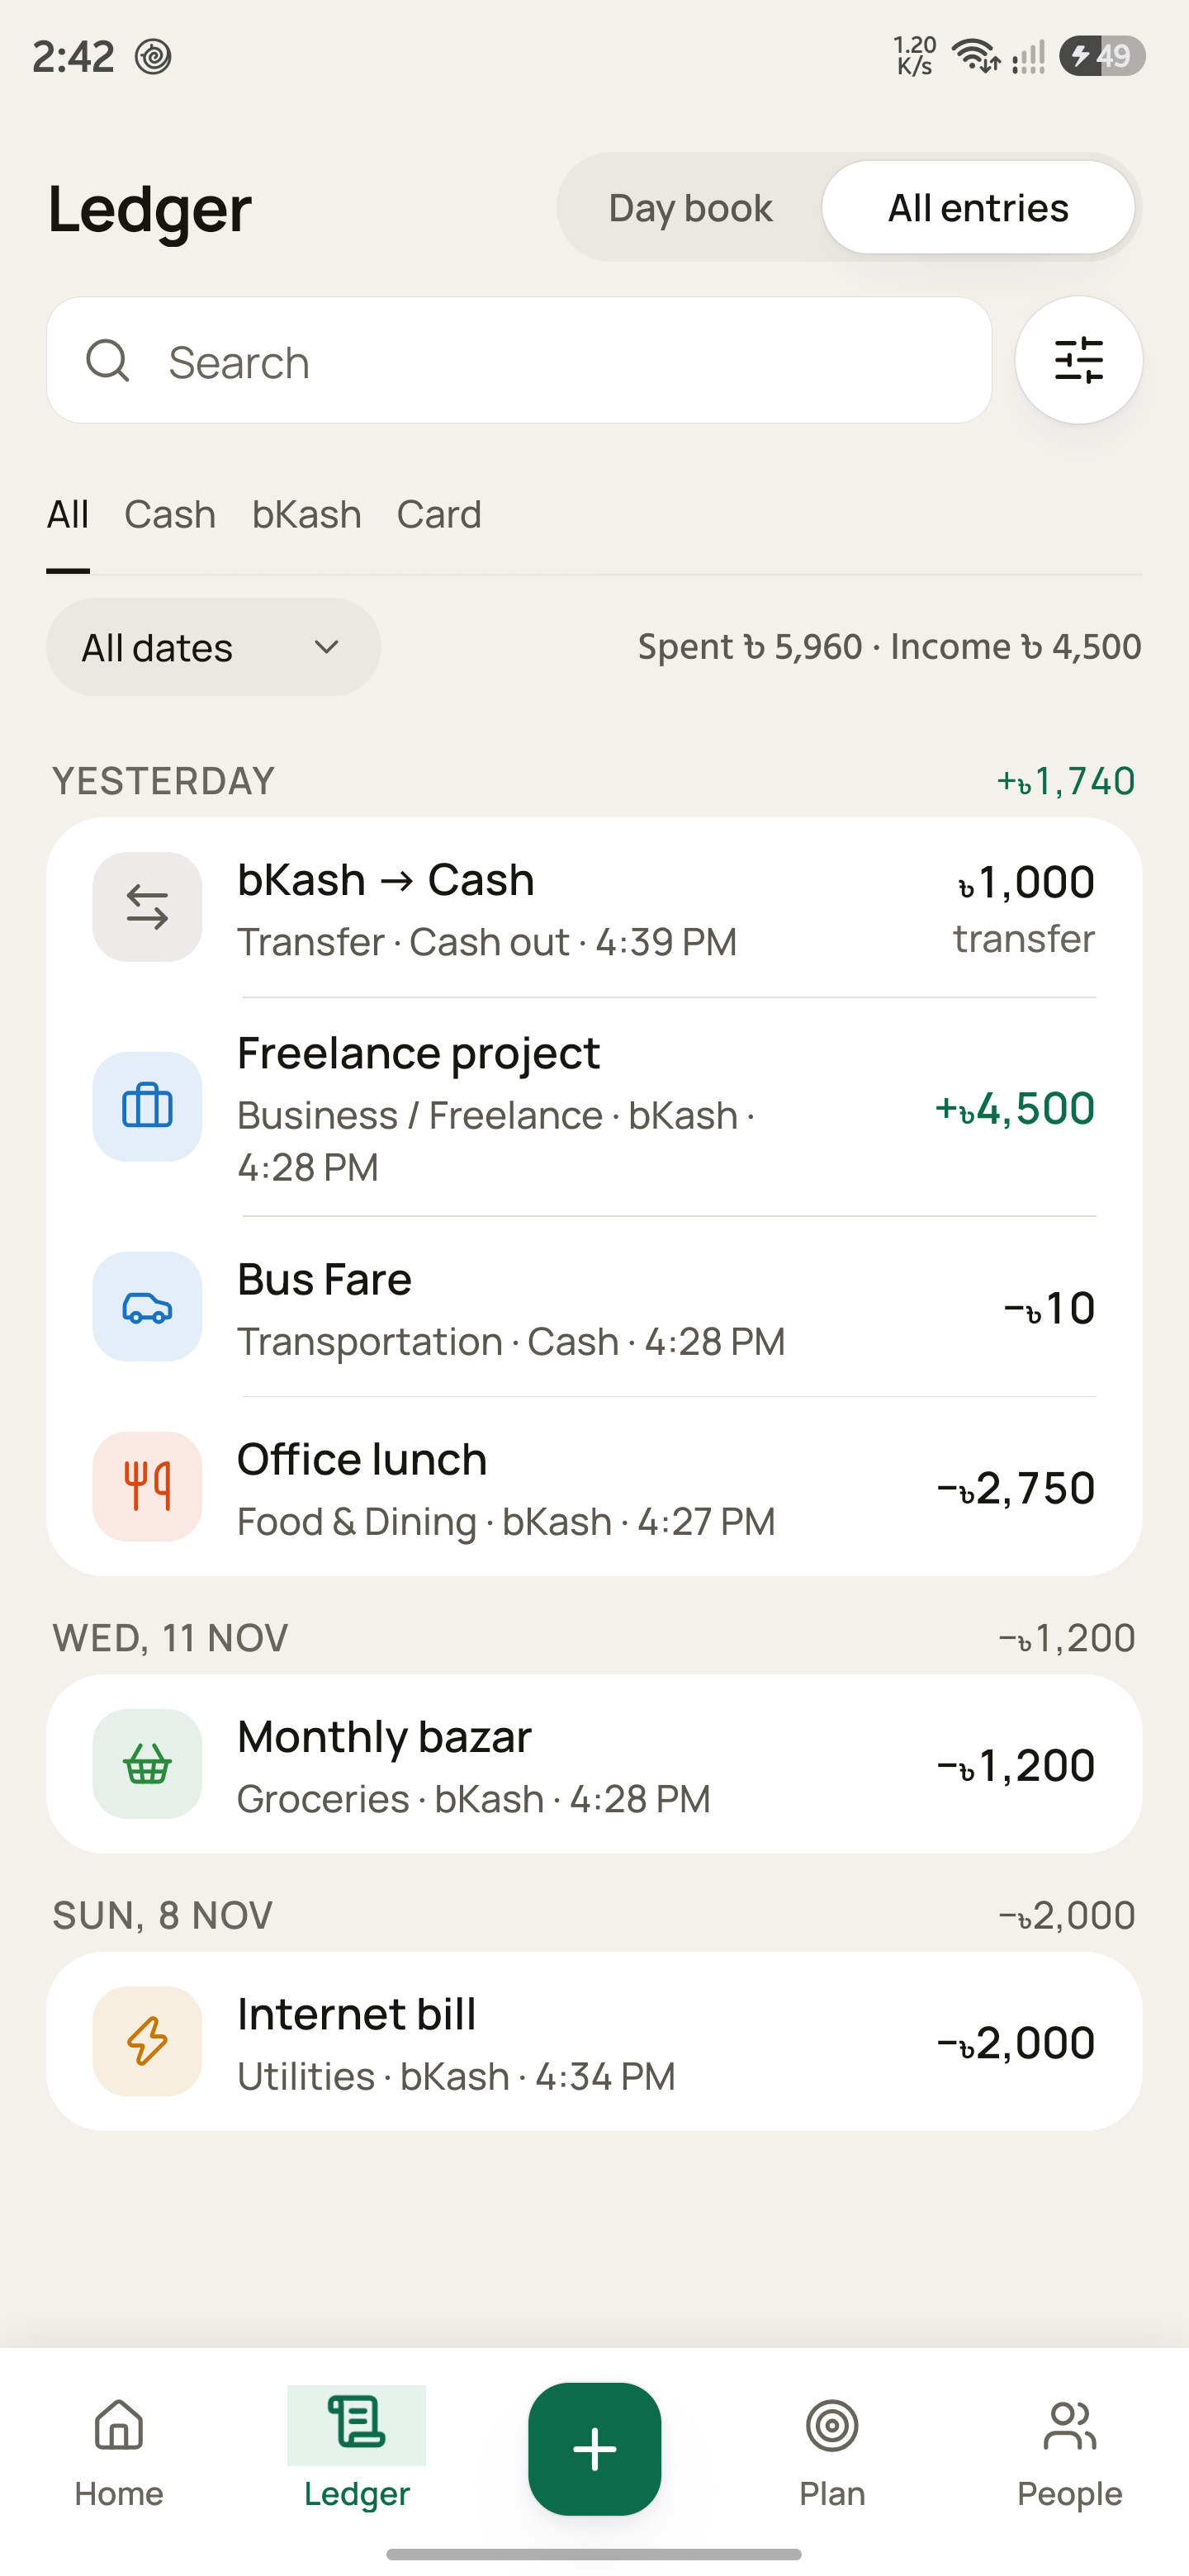 2:42
1.20
K/s
49
Ledger
Day book
All entries
Search
All Cash bKash Card
All dates
Spent ৳ 5,960 · Income ৳ 4,500
YESTERDAY
+৳1,740
bKash → Cash
৳1,000
Transfer · Cash out · 4:39 PM
transfer
Freelance project
Business / Freelance · bKash ·
4:28 PM
+৳4,500
Bus Fare
Transportation · Cash · 4:28 PM
−৳10
Office lunch
Food & Dining · bKash · 4:27 PM
−৳2,750
WED, 11 NOV
−৳1,200
Monthly bazar
Groceries · bKash · 4:28 PM
−৳1,200
SUN, 8 NOV
−৳2,000
Internet bill
Utilities · bKash · 4:34 PM
−৳2,000
Home
Ledger
Plan
People